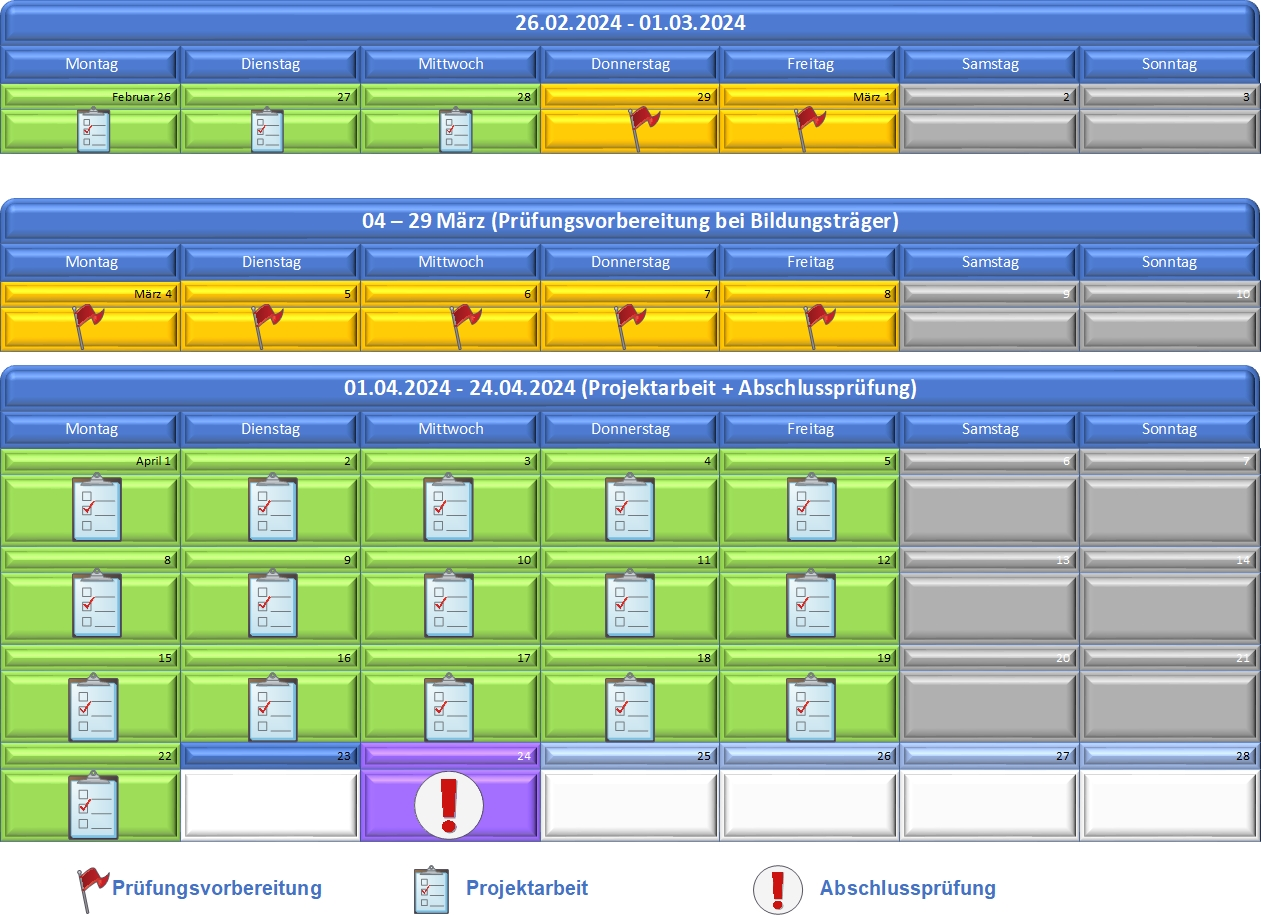 26.02.2024 - 01.03.2024
Montag Dienstag Mittwoch Donnerstag Freitag Samstag Sonntag
Februar 26 27 28 29 März 1 2 3
04 – 29 März (Prüfungsvorbereitung bei Bildungsträger)
Montag Dienstag Mittwoch Donnerstag Freitag Samstag Sonntag
März 4 5 6 7 8 9 10
01.04.2024 - 24.04.2024 (Projektarbeit + Abschlussprüfung)
Montag Dienstag Mittwoch Donnerstag Freitag Samstag Sonntag
April 1 2 3 4 5 6 7
8 9 10 11 12 13 14
15 16 17 18 19 20 21
22 23 24 25 26 27 28
Prüfungsvorbereitung Projektarbeit Abschlussprüfung